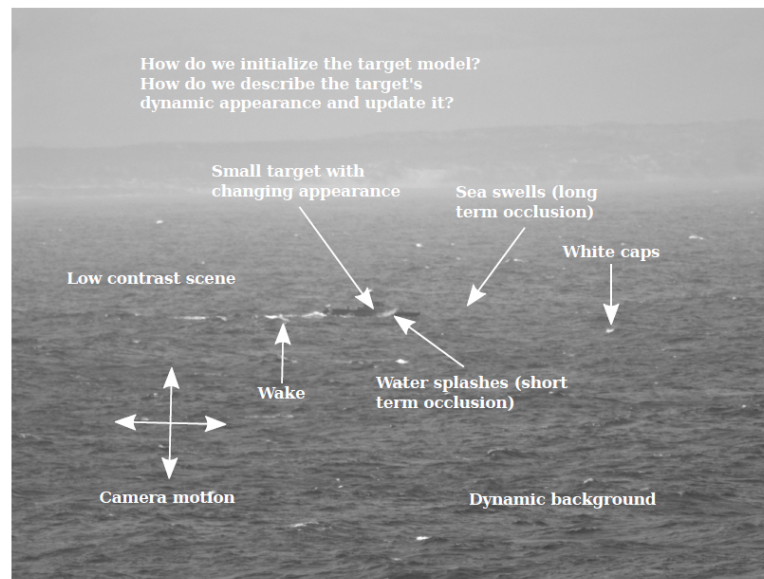 How do we initialize the target model?
How do we describe the target's
dynamic appearance and update it?
Small target with
changing appearance
Sea swells (long
term occlusion)
White caps
Low contrast scene
Wake
Water splashes (short
term occlusion)
Camera motion
Dynamic background